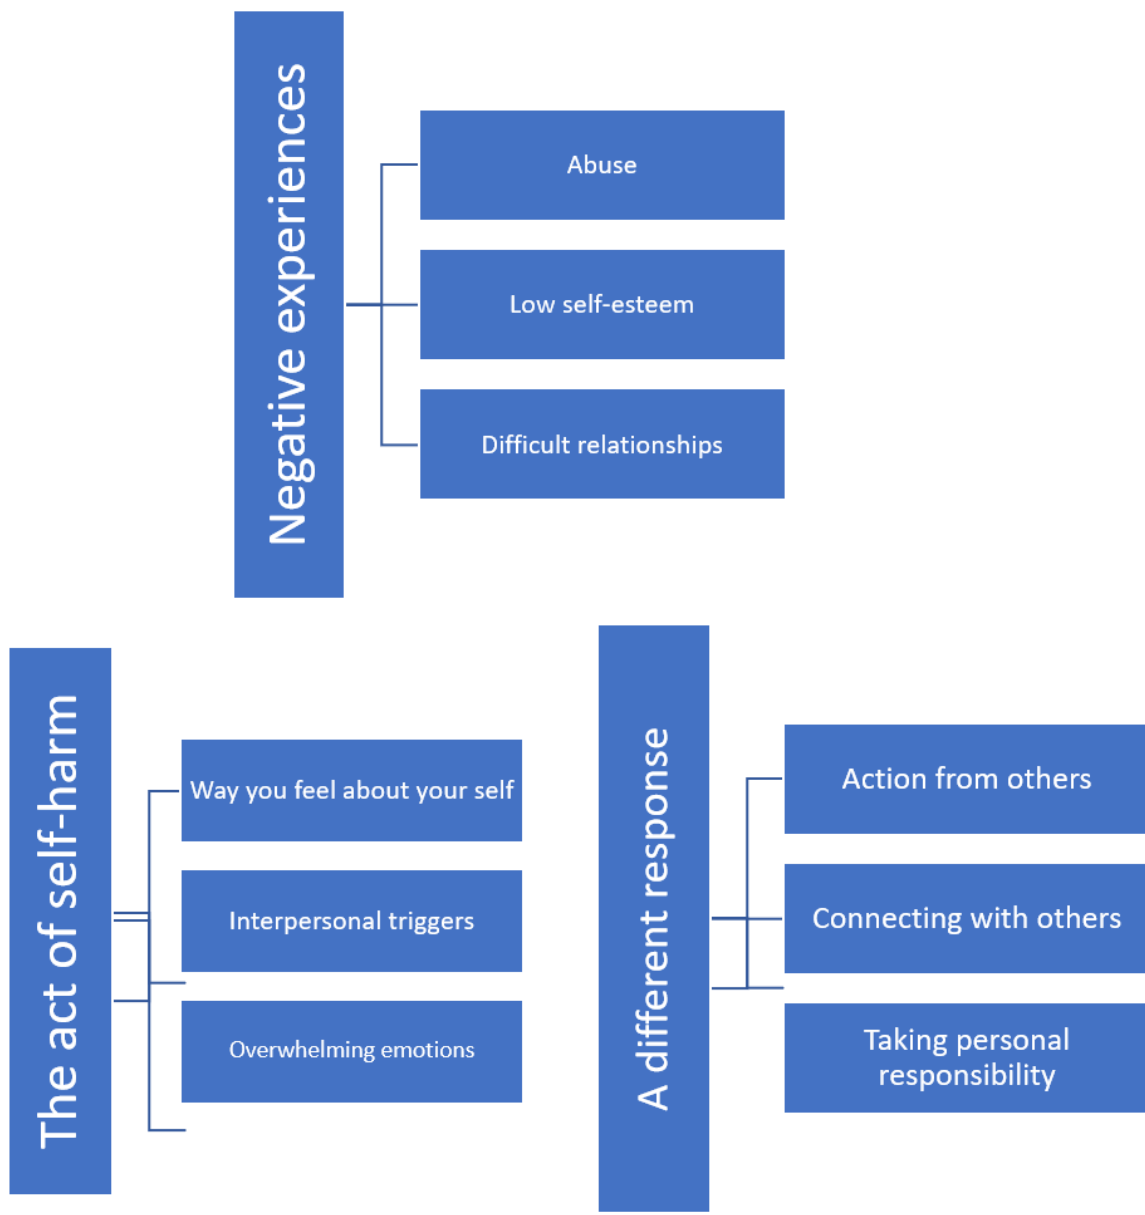 Negative experiences
Abuse
Low self-esteem
Difficult relationships
The act of self-harm
Way you feel about your self
Interpersonal triggers
Overwhelming emotions
A different response
Action from others
Connecting with others
Taking personal
responsibility